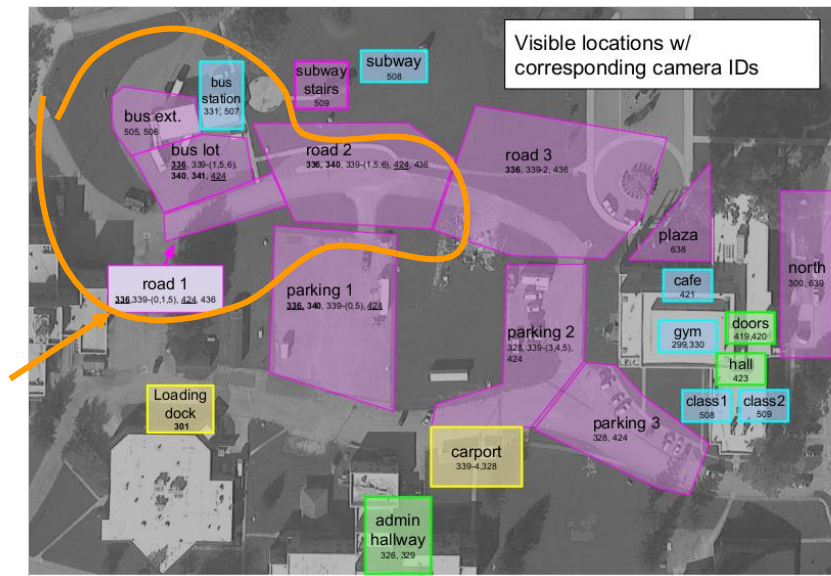 Visible locations w/
corresponding camera IDs
subway
508
subway
stairs
509
bus
station
331, 507
bus ext.
505, 506
bus lot
336, 339-(1,5,6),
340, 341, 424
road 2
336, 340, 339-(1,5,6), 424, 436
road 3
336, 339-2, 436
plaza
638
north
300, 639
road 1
336,339-(0,1,5), 424, 436
parking 1
336, 340, 339-(0,5), 424
parking 2
328, 339-(3,4,5),
424
cafe
421
gym
299,330
doors
419,420
hall
423
class1
508
class2
509
parking 3
328, 424
Loading
dock
301
carport
339-4,328
admin
hallway
326, 329